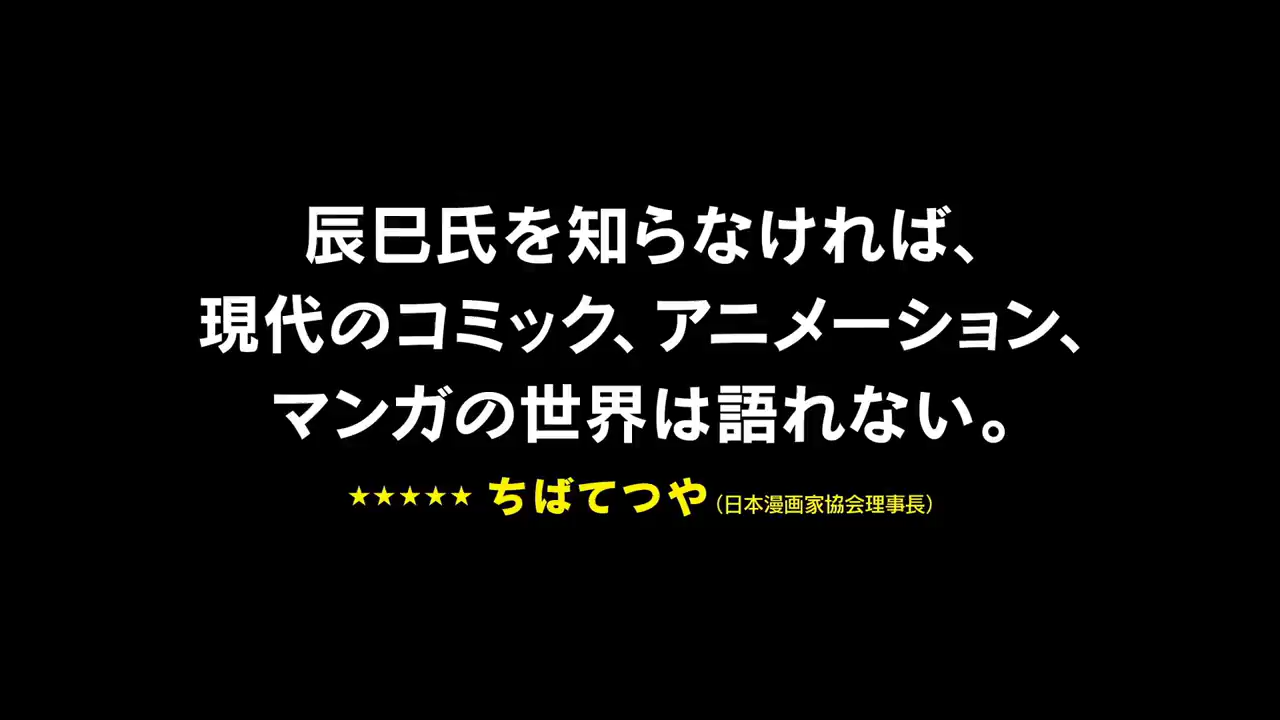 辰巳氏を知らなければ、
現代のコミック、アニメーション、
マンガの世界は語れない。
★★★★★ ちばてつや（日本漫画家協会理事長）